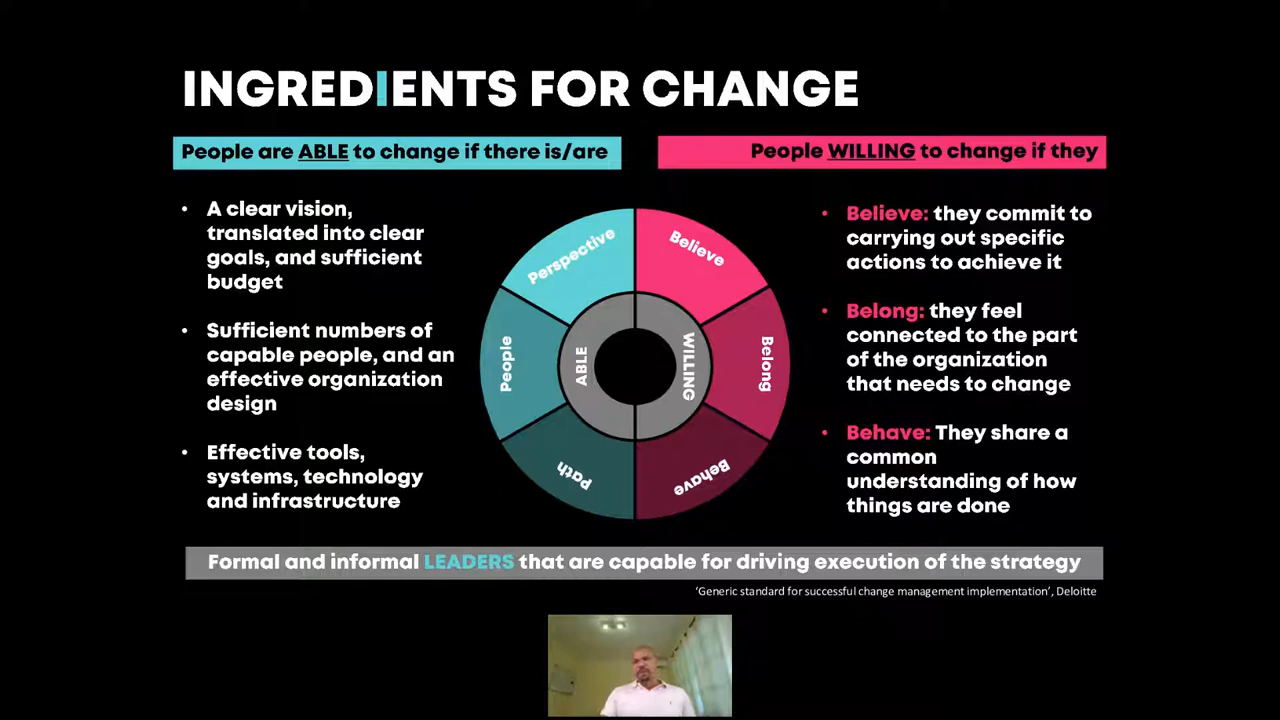 INGREDIENTS FOR CHANGE
People are ABLE to change if there is/are
• A clear vision,
translated into clear
goals, and sufficient
budget
• Sufficient numbers of
capable people, and an
effective organization
design
• Effective tools,
systems, technology
and infrastructure
Perspective
People
Path
ABLE
WILLING
Believe
Belong
Behave
People WILLING to change if they
• Believe: they commit to
carrying out specific
actions to achieve it
• Belong: they feel
connected to the part
of the organization
that needs to change
• Behave: They share a
common
understanding of how
things are done
Formal and informal LEADERS that are capable for driving execution of the strategy
‘Generic standard for successful change management implementation’, Deloitte